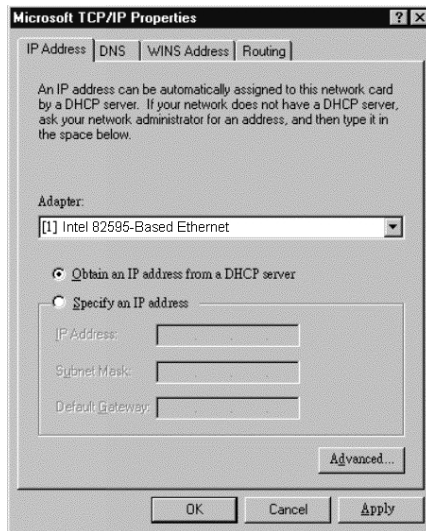 Microsoft TCP/IP Properties
IP Address DNS WINS Address Routing
An IP address can be automatically assigned to this network card
by a DHCP server. If your network does not have a DHCP server,
ask your network administrator for an address, and then type it in
the space below.
Adapter:
[1] Intel 82595-Based Ethernet
Obtain an IP address from a DHCP server
Specify an IP address
IP Address:
Subnet Mask:
Default Gateway:
Advanced...
OK Cancel Apply